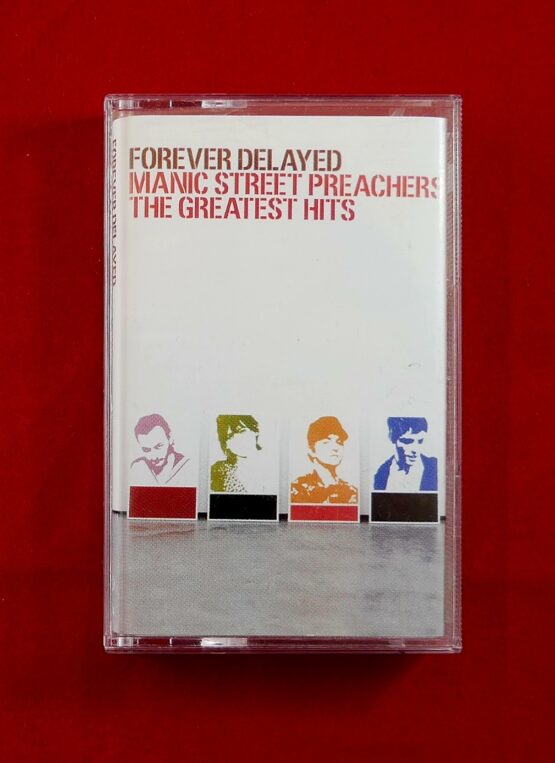 FOREVER DELAYED
MANIC STREET PREACHERS
THE GREATEST HITS
FOREVER DELAYED